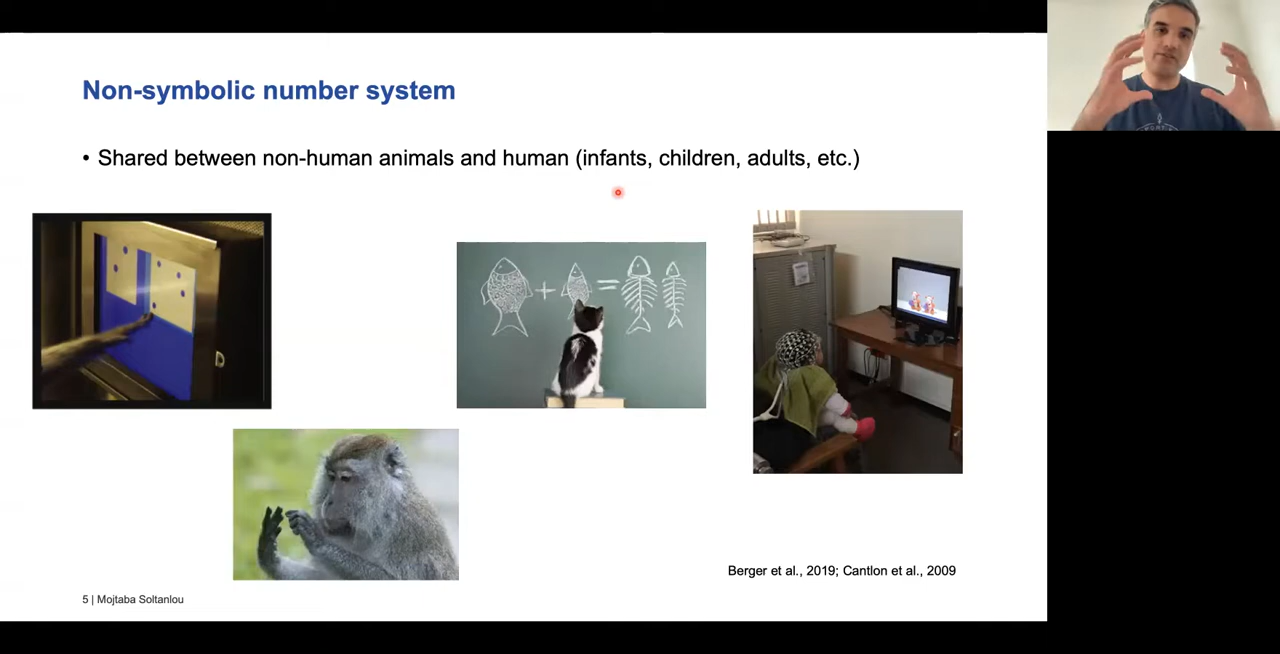 Non-symbolic number system
• Shared between non-human animals and human (infants, children, adults, etc.)
+ =
Berger et al., 2019; Cantlon et al., 2009
5 | Mojtaba Soltanlou